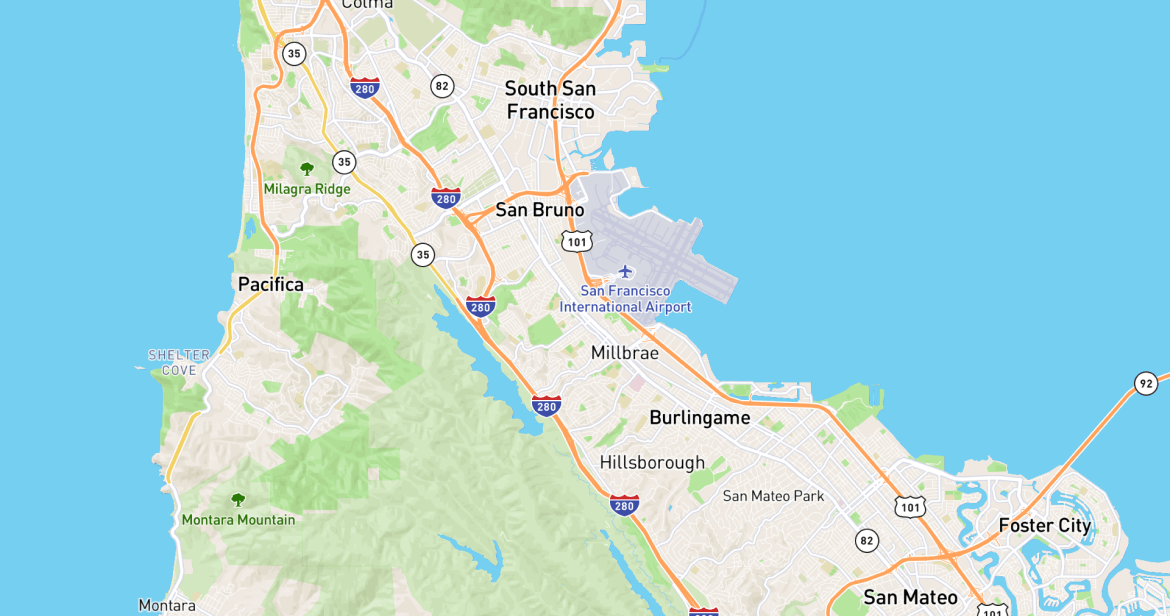 Colma
35
280
82
South San
Francisco
35
Milagra Ridge
280
San Bruno
101
35
San Francisco
International Airport
Pacifica
280
SHELTER
COVE
Millbrae
92
280
Burlingame
Hillsborough
280
San Mateo Park
101
Montara Mountain
Foster City
82
San Mateo
Montara
101